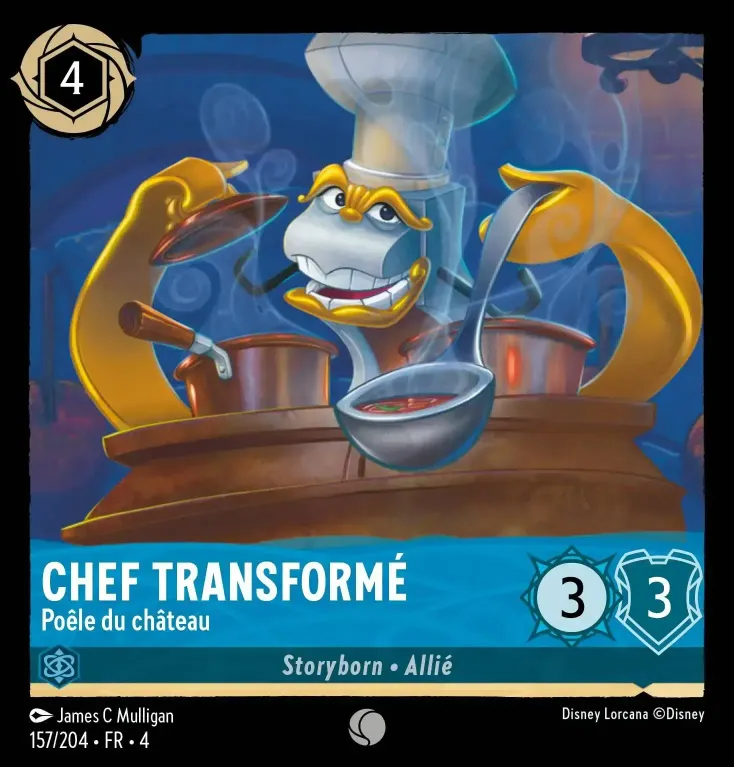 4
CHEF TRANSFORMÉ
Poêle du château
3
3
Storyborn • Allié
James C Mulligan
Disney Lorcana ©Disney
157/204 • FR • 4